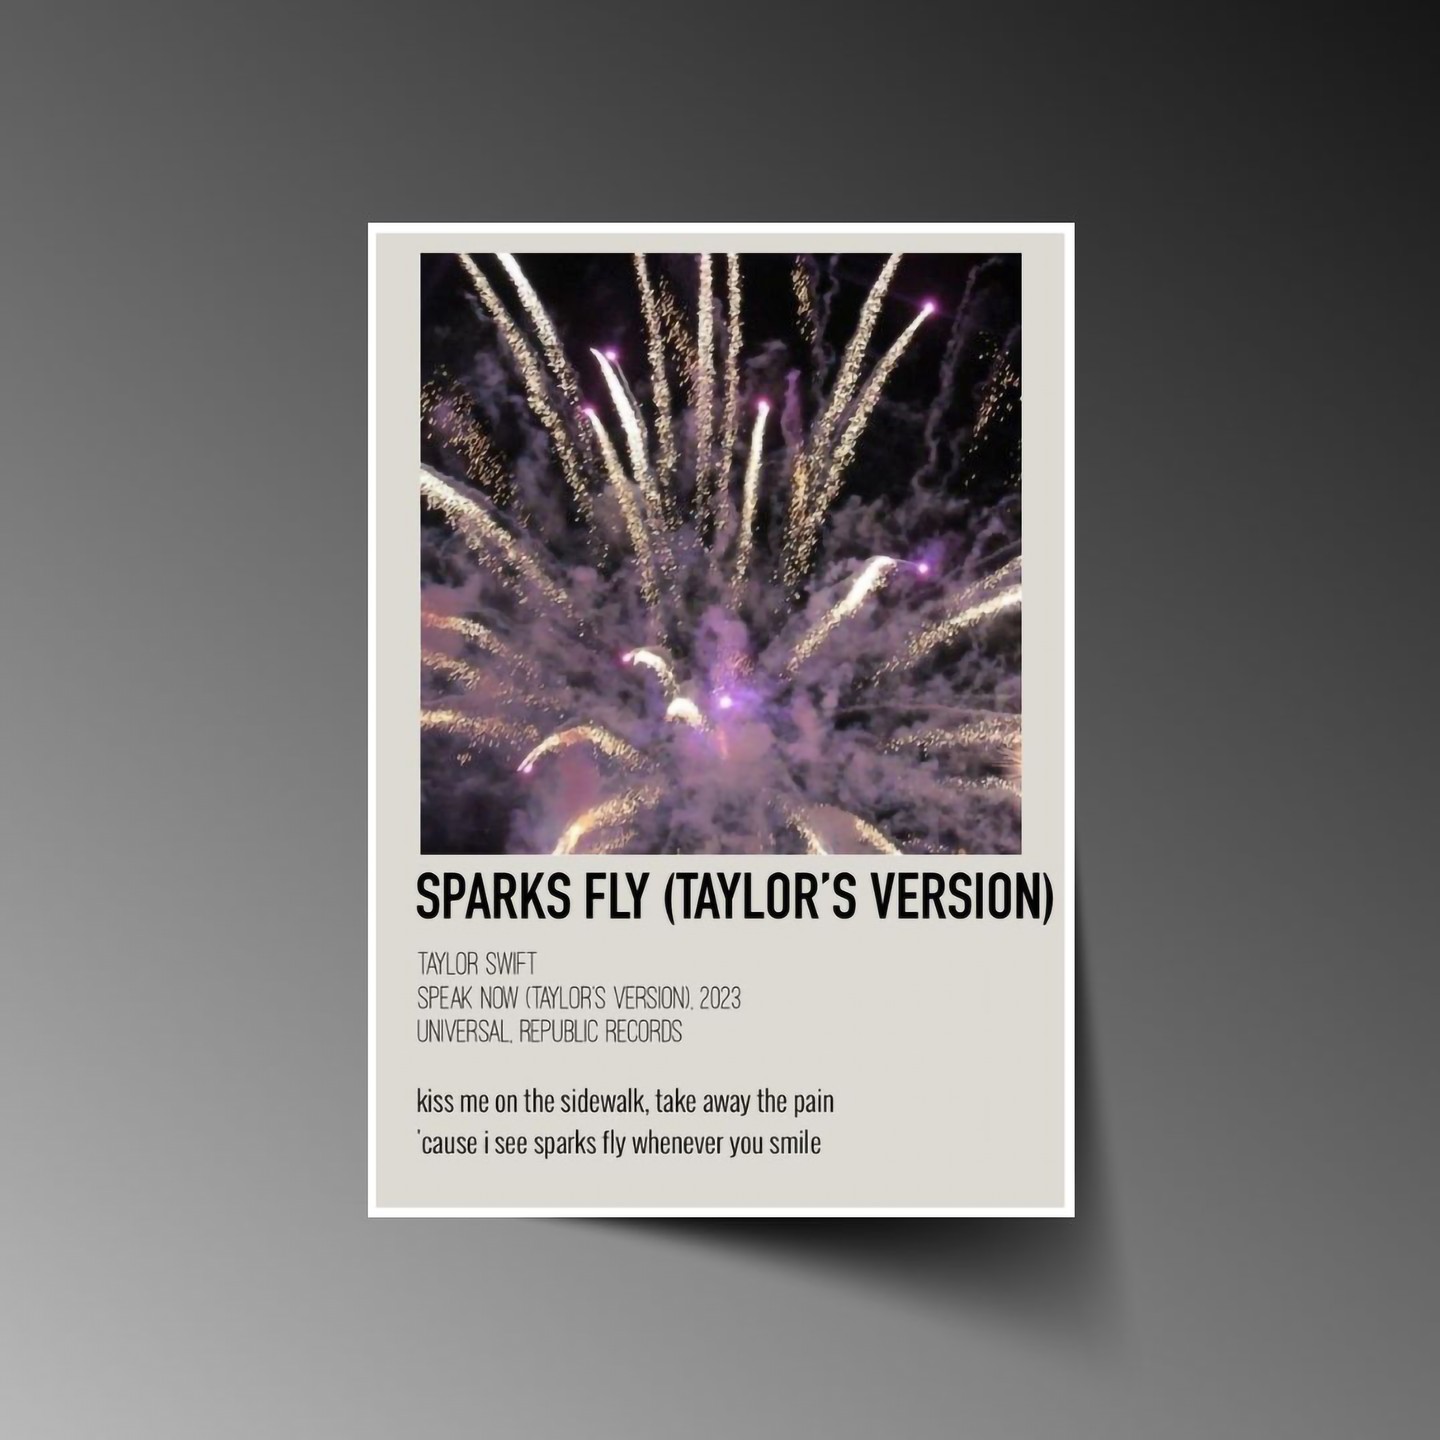 SPARKS FLY (TAYLOR'S VERSION)
TAYLOR SWIFT
SPEAK NOW (TAYLOR'S VERSION), 2023
UNIVERSAL, REPUBLIC RECORDS
kiss me on the sidewalk, take away the pain
'cause i see sparks fly whenever you smile